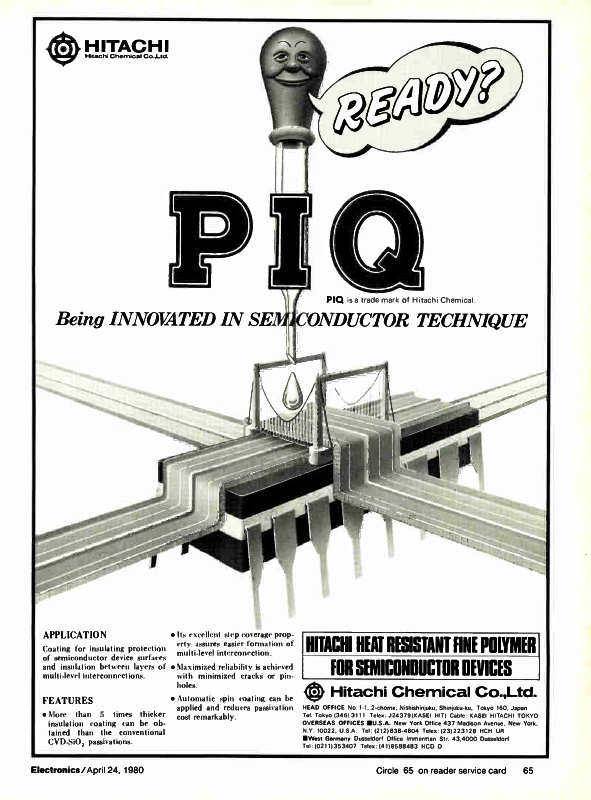 HITACHI
Hitachi Chemical Co.,Ltd.
READY?
PIQ
PIQ is a trade mark of Hitachi Chemical.
Being INNOVATED IN SEMICONDUCTOR TECHNIQUE
APPLICATION
Coating for insulating protection
of semiconductor device surfaces
and insulation between layers of
multi-level interconnections.
FEATURES
• More than 5 times thicker
insulation coating can be ob-
tained than the conventional
CVD-SiO₂ passivations.
• Its excellent step coverage prop-
erty assures easier formation of
multi-level interconnection.
• Maximized reliability is achieved
with minimized cracks or pin-
holes.
• Automatic spin coating can be
applied and reduces passivation
cost remarkably.
HITACHI HEAT RESISTANT FINE POLYMER
FOR SEMICONDUCTOR DEVICES
Hitachi Chemical Co.,Ltd.
HEAD OFFICE No. 1-1, 2-chome, Nishishinjuku, Shinjuku-ku, Tokyo 160, Japan
Tel. Tokyo (346) 3111 Telex: J24379(KASEI HIT) Cable: KASEI HITACHI TOKYO
OVERSEAS OFFICES ■U.S.A. New York Office 437 Madison Avenue, New York,
N.Y. 10022, U.S.A. Tel: (212)838-4804 Telex: (23)223128 HCH UR
■West Germany Dusseldorf Office Immerman Str. 43,4000 Dusseldorf
Tel: (0211)353407 Telex: (41)8588483 HCD D
Electronics/April 24, 1980
Circle 65 on reader service card 65